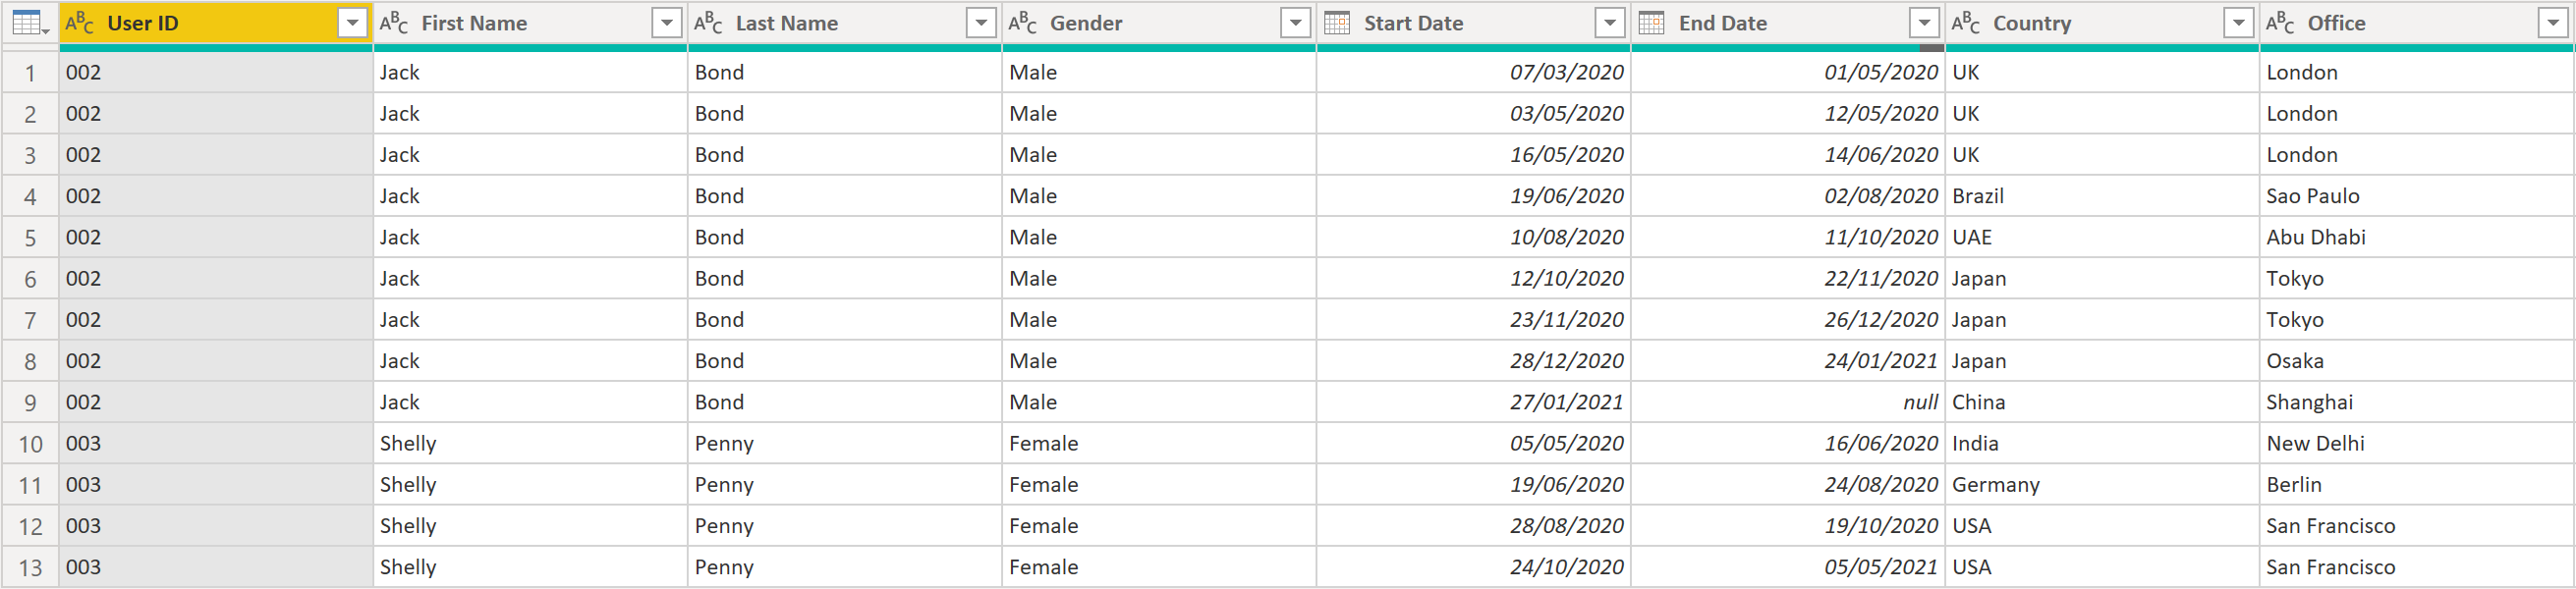 ABC User ID ABC First Name ABC Last Name ABC Gender Start Date End Date ABC Country ABC Office
1 002 Jack Bond Male 07/03/2020 01/05/2020 UK London
2 002 Jack Bond Male 03/05/2020 12/05/2020 UK London
3 002 Jack Bond Male 16/05/2020 14/06/2020 UK London
4 002 Jack Bond Male 19/06/2020 02/08/2020 Brazil Sao Paulo
5 002 Jack Bond Male 10/08/2020 11/10/2020 UAE Abu Dhabi
6 002 Jack Bond Male 12/10/2020 22/11/2020 Japan Tokyo
7 002 Jack Bond Male 23/11/2020 26/12/2020 Japan Tokyo
8 002 Jack Bond Male 28/12/2020 24/01/2021 Japan Osaka
9 002 Jack Bond Male 27/01/2021 null China Shanghai
10 003 Shelly Penny Female 05/05/2020 16/06/2020 India New Delhi
11 003 Shelly Penny Female 19/06/2020 24/08/2020 Germany Berlin
12 003 Shelly Penny Female 28/08/2020 19/10/2020 USA San Francisco
13 003 Shelly Penny Female 24/10/2020 05/05/2021 USA San Francisco